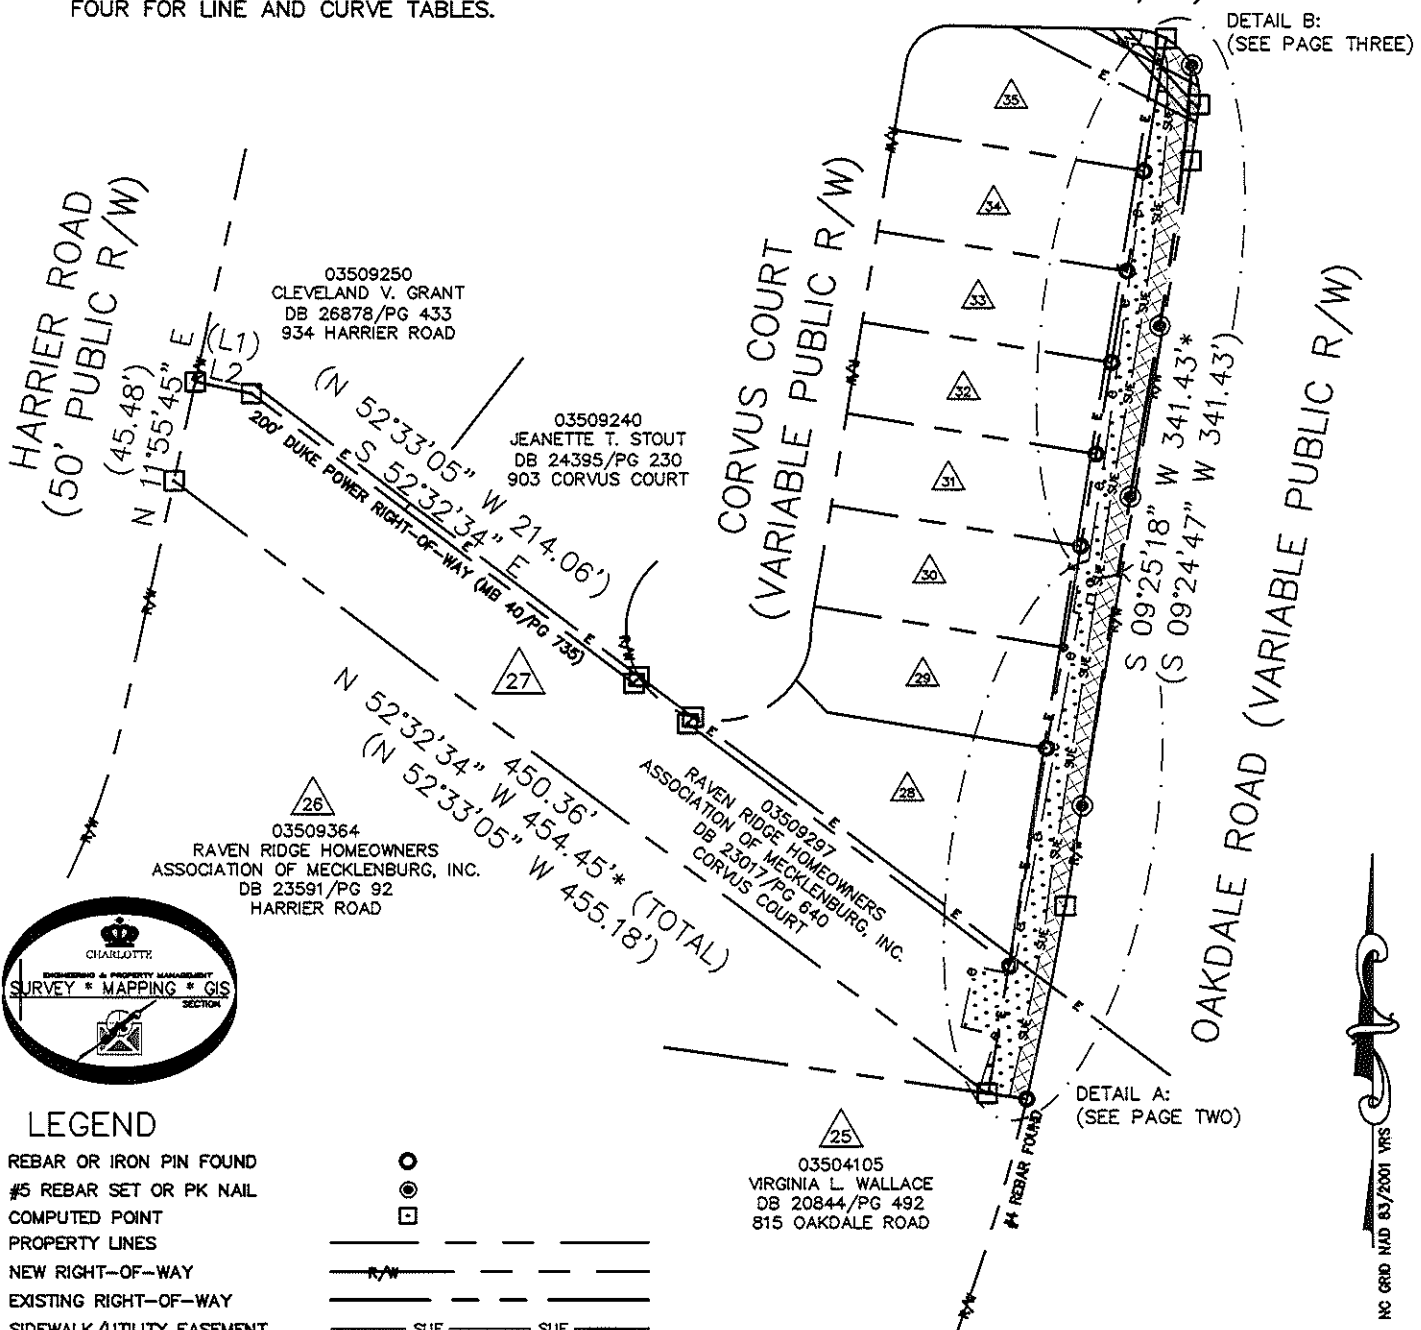 FOUR FOR LINE AND CURVE TABLES.
DETAIL B:
(SEE PAGE THREE)
HARRIER ROAD
(50' PUBLIC R/W)
03509250
CLEVELAND V. GRANT
DB 26878/PG 433
934 HARRIER ROAD
(L1)
L2
N 11°55'45" E
(45.48')
(N 52°33'05" W 214.06')
S 52°32'34" E
200' DUKE POWER RIGHT-OF-WAY (MB 40/PG 735)
03509240
JEANETTE T. STOUT
DB 24395/PG 230
903 CORVUS COURT
CORVUS COURT
(VARIABLE PUBLIC R/W)
35
34
33
32
31
30
29
28
27
S 09°25'18" W 341.43'*
(S 09°24'47" W 341.43')
OAKDALE ROAD (VARIABLE PUBLIC R/W)
450.36'
N 52°32'34" W 454.45'* (TOTAL)
(N 52°33'05" W 455.18')
03509297
RAVEN RIDGE HOMEOWNERS
ASSOCIATION OF MECKLENBURG, INC.
DB 23017/PG 640
CORVUS COURT
26
03509364
RAVEN RIDGE HOMEOWNERS
ASSOCIATION OF MECKLENBURG, INC.
DB 23591/PG 92
HARRIER ROAD
CHARLOTTE
ENGINEERING & PROPERTY MANAGEMENT
SURVEY * MAPPING * GIS
SECTION
DETAIL A:
(SEE PAGE TWO)
25
03504105
VIRGINIA L. WALLACE
DB 20844/PG 492
815 OAKDALE ROAD
#4 REBAR FOUND
NC GRID NAD 83/2001 VRS
LEGEND
REBAR OR IRON PIN FOUND
#5 REBAR SET OR PK NAIL
COMPUTED POINT
PROPERTY LINES
NEW RIGHT-OF-WAY R/W
EXISTING RIGHT-OF-WAY
SIDEWALK/UTILITY EASEMENT SUE SUE